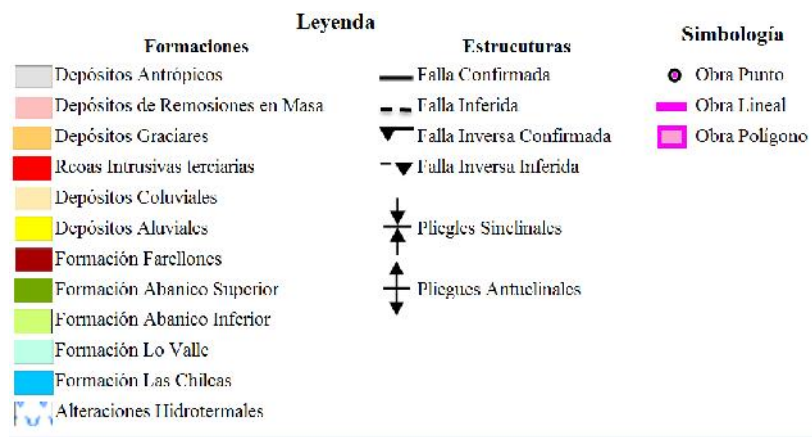 Leyenda
Formaciones
Depósitos Antrópicos
Depósitos de Remosiones en Masa
Depósitos Graciares
Rcoas Intrusivas terciarias
Depósitos Coluviales
Depósitos Aluviales
Formación Farellones
Formación Abanico Superior
Formación Abanico Inferior
Formación Lo Valle
Formación Las Chilcas
Alteraciones Hidrotermales
Estrucuturas
Falla Confirmada
Falla Inferida
Falla Inversa Confirmada
Falla Inversa Inferida
Pliegles Sinclinales
Pliegues Antuclinales
Simbología
Obra Punto
Obra Lineal
Obra Polígono